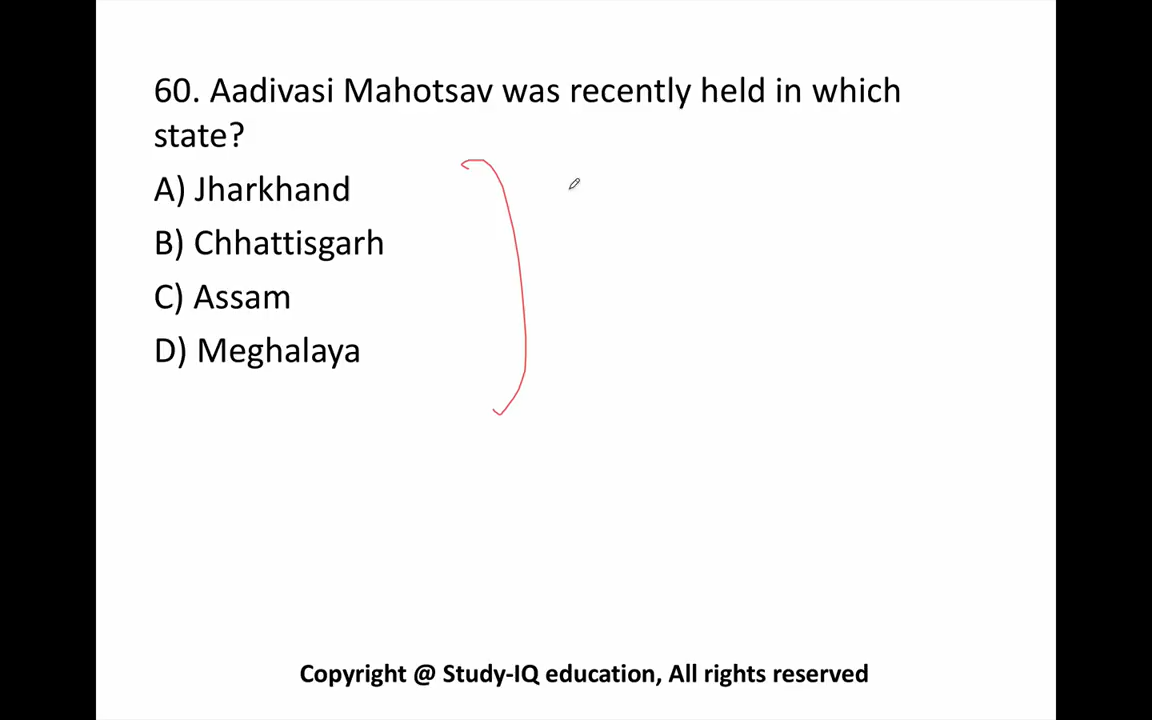 60. Aadivasi Mahotsav was recently held in which
state?
A) Jharkhand
B) Chhattisgarh
C) Assam
D) Meghalaya
Copyright @ Study-IQ education, All rights reserved